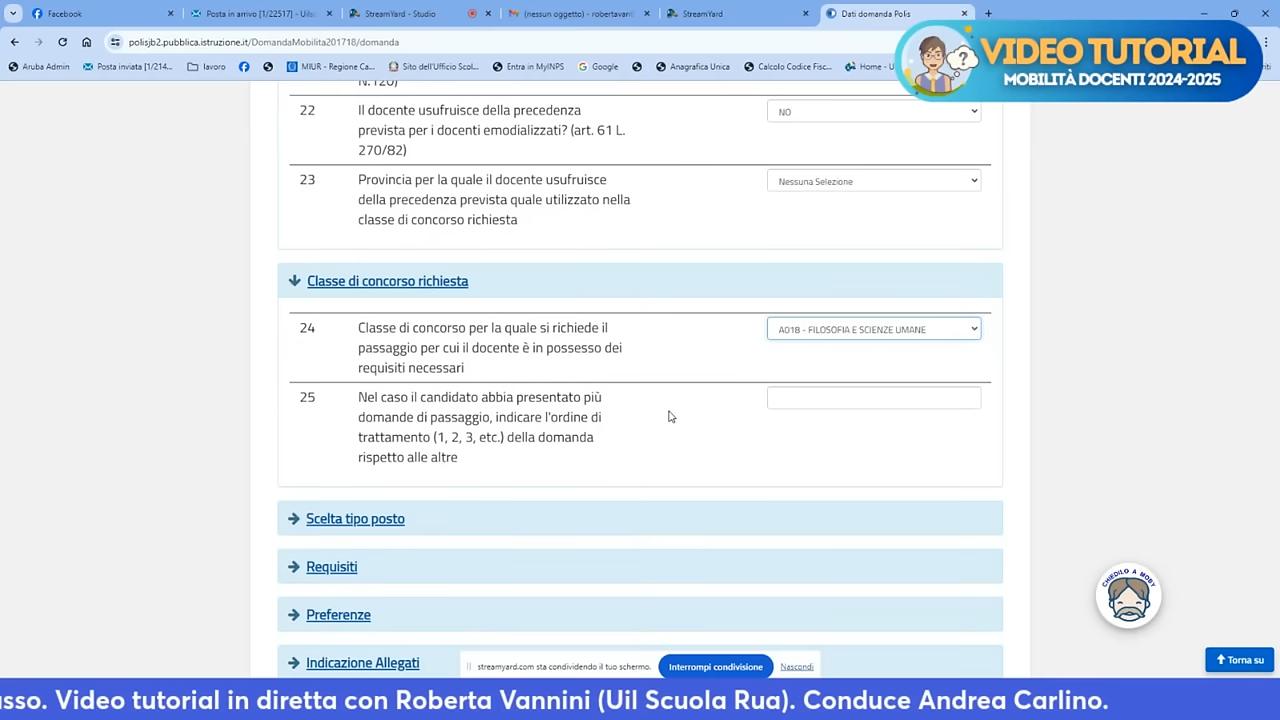 Facebook
Posta in arrivo [1/22517] - Uils
StreamYard - Studio
(nessun oggetto) - robertavan
StreamYard
Dati domanda Polis
polisjb2.pubblica.istruzione.it/DomandaMobilita201718/domanda
Aruba Admin
Posta inviata [1/214...
lavoro
MIUR - Regione Ca...
Sito dell'Ufficio Scol...
Entra in MyINPS
Google
Anagrafica Unica
Calcolo Codice Fisc...
Home - U
VIDEO TUTORIAL
MOBILITÀ DOCENTI 2024-2025
N.120)
22 Il docente usufruisce della precedenza NO
prevista per i docenti emodializzati? (art. 61 L.
270/82)
23 Provincia per la quale il docente usufruisce Nessuna Selezione
della precedenza prevista quale utilizzato nella
classe di concorso richiesta
Classe di concorso richiesta
24 Classe di concorso per la quale si richiede il A018 - FILOSOFIA E SCIENZE UMANE
passaggio per cui il docente è in possesso dei
requisiti necessari
25 Nel caso il candidato abbia presentato più
domande di passaggio, indicare l'ordine di
trattamento (1, 2, 3, etc.) della domanda
rispetto alle altre
Scelta tipo posto
Requisiti
Preferenze
CHIEDILO A MOBY
Indicazione Allegati
streamyard.com sta condividendo il tuo schermo. Interrompi condivisione Nascondi
Torna su
sso. Video tutorial in diretta con Roberta Vannini (Uil Scuola Rua). Conduce Andrea Carlino.